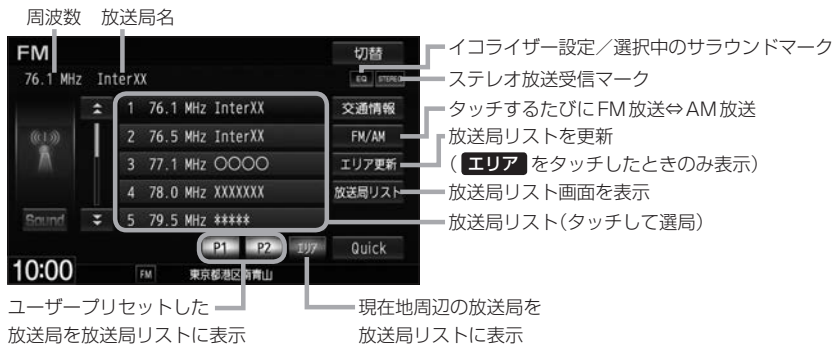 周波数 放送局名
FM
切替
76.1 MHz InterXX
EQ STEREO
1 76.1 MHz InterXX
2 76.5 MHz InterXX
3 77.1 MHz ○○○○
4 78.0 MHz XXXXXXX
5 79.5 MHz *****
交通情報
FM/AM
エリア更新
放送局リスト
Sound
P1 P2 エリア Quick
10:00 FM 東京都港区南青山
イコライザー設定／選択中のサラウンドマーク
ステレオ放送受信マーク
タッチするたびにFM放送⇔AM放送
放送局リストを更新
（ エリア をタッチしたときのみ表示）
放送局リスト画面を表示
放送局リスト（タッチして選局）
ユーザープリセットした
放送局を放送局リストに表示
現在地周辺の放送局を
放送局リストに表示